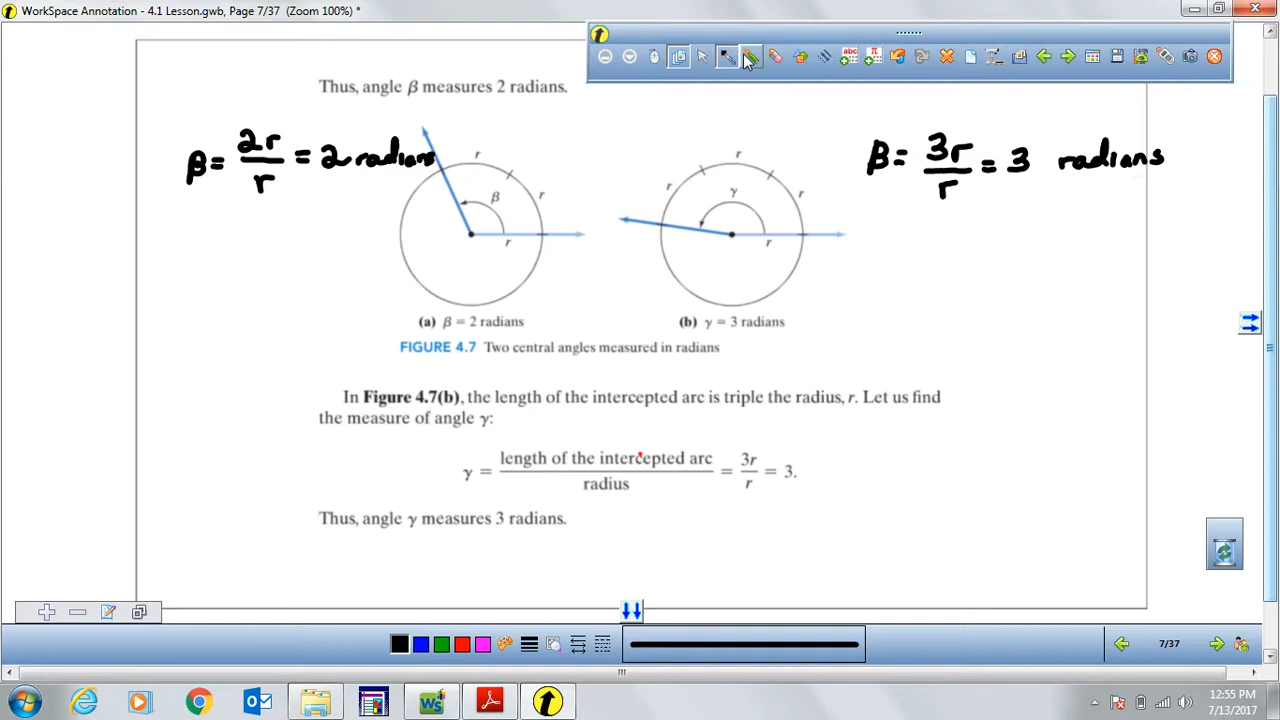 WorkSpace Annotation - 4.1 Lesson.gwb, Page 7/37 (Zoom 100%) *
Thus, angle β measures 2 radians.
β = 2r/r = 2 radians
β = 3r/r = 3 radians
r
r
β
r
r
r
r
γ
r
(a) β = 2 radians
(b) γ = 3 radians
FIGURE 4.7 Two central angles measured in radians
In Figure 4.7(b), the length of the intercepted arc is triple the radius, r. Let us find
the measure of angle γ:
γ = length of the intercepted arc / radius = 3r/r = 3.
Thus, angle γ measures 3 radians.
7/37
12:55 PM
7/13/2017